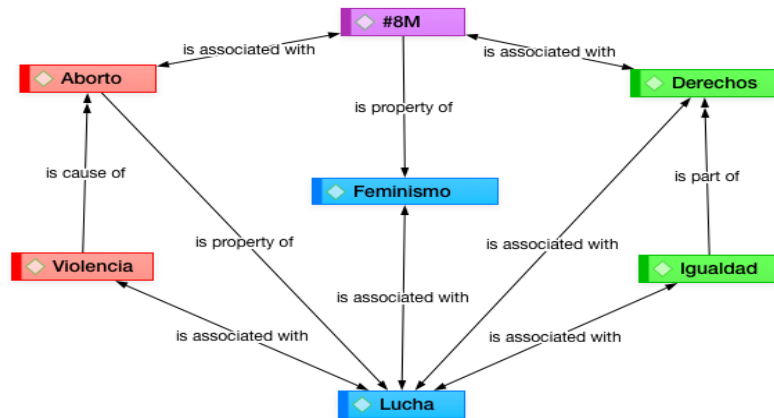 #8M
is associated with
is associated with
Aborto
Derechos
is property of
is cause of
is part of
Feminismo
is property of
is associated with
Violencia
Igualdad
is associated with
is associated with
is associated with
Lucha